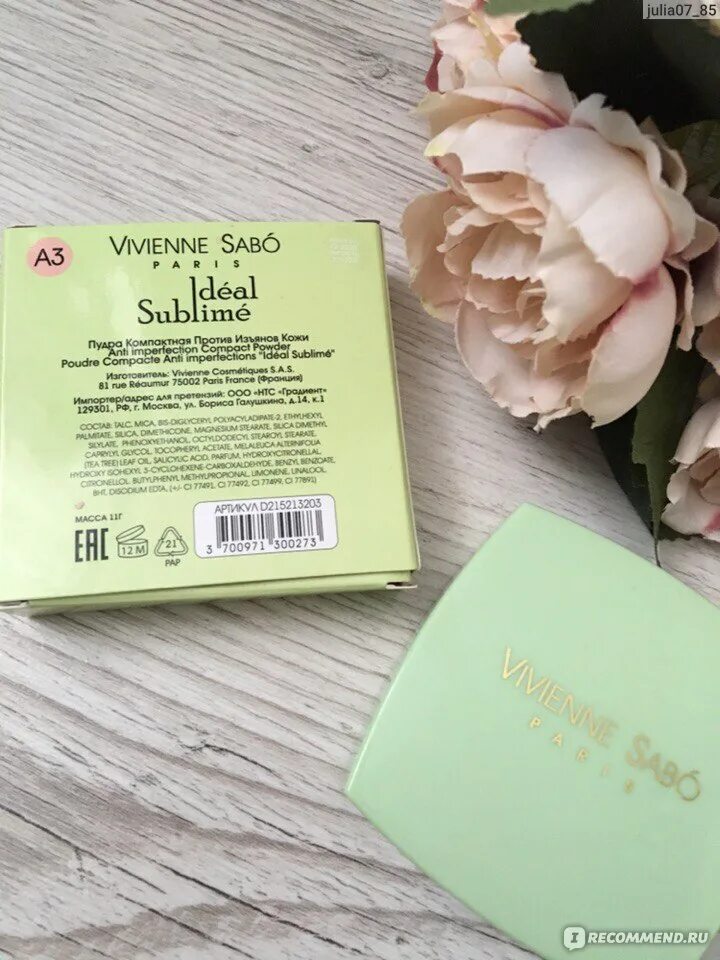 julia07_85
A3
VIVIENNE SABÓ
PARIS
Idéal
Sublimé
Пудра Компактная Против Изъянов Кожи
Anti imperfection Compact Powder
Poudre Compacte Anti imperfections "Idéal Sublimé"
Изготовитель: Vivienne Cosmétiques S.A.S.
81 rue Réaumur 75002 Paris France (Франция)
Импортер/адрес для претензий: ООО «НТС «Градиент»
129301, РФ, г. Москва, ул. Бориса Галушкина, д.14, к.1
СОСТАВ: TALC, MICA, BIS-DIGLYCERYL POLYACYLADIPATE-2, ETHYLHEXYL
PALMITATE, SILICA, DIMETHICONE, MAGNESIUM STEARATE, SILICA DIMETHYL
SILYLATE, PHENOXYETHANOL, OCTYLDODECYL STEAROYL STEARATE,
CAPRYLYL GLYCOL, TOCOPHERYL ACETATE, MELALEUCA ALTERNIFOLIA
(TEA TREE) LEAF OIL, SALICYLIC ACID, PARFUM, HYDROXYCITRONELLAL,
HYDROXY ISOHEXYL 3-CYCLOHEXENE-CARBOXALDEHYDE, BENZYL BENZOATE,
CITRONELLOL, BUTYLPHENYL METHYLPROPIONAL, LIMONENE, LINALOOL,
BHT, DISODIUM EDTA, (+/- CI 77491, CI 77492, CI 77499, CI 77891)
МАССА 11Г
АРТИКУЛ D215213203
EAC
12 M
21
PAP
3 700971 300273
VIVIENNE SABÓ
PARIS
IRECOMMEND.RU